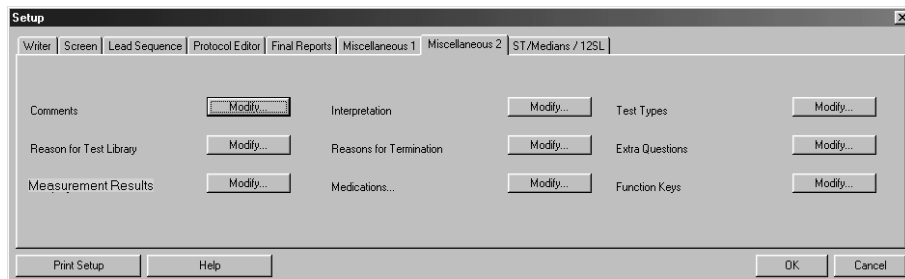 Setup
Writer Screen Lead Sequence Protocol Editor Final Reports Miscellaneous 1 Miscellaneous 2 ST/Medians / 12SL
Comments Modify... Interpretation Modify... Test Types Modify...
Reason for Test Library Modify... Reasons for Termination Modify... Extra Questions Modify...
Measurement Results Modify... Medications... Modify... Function Keys Modify...
Print Setup Help OK Cancel